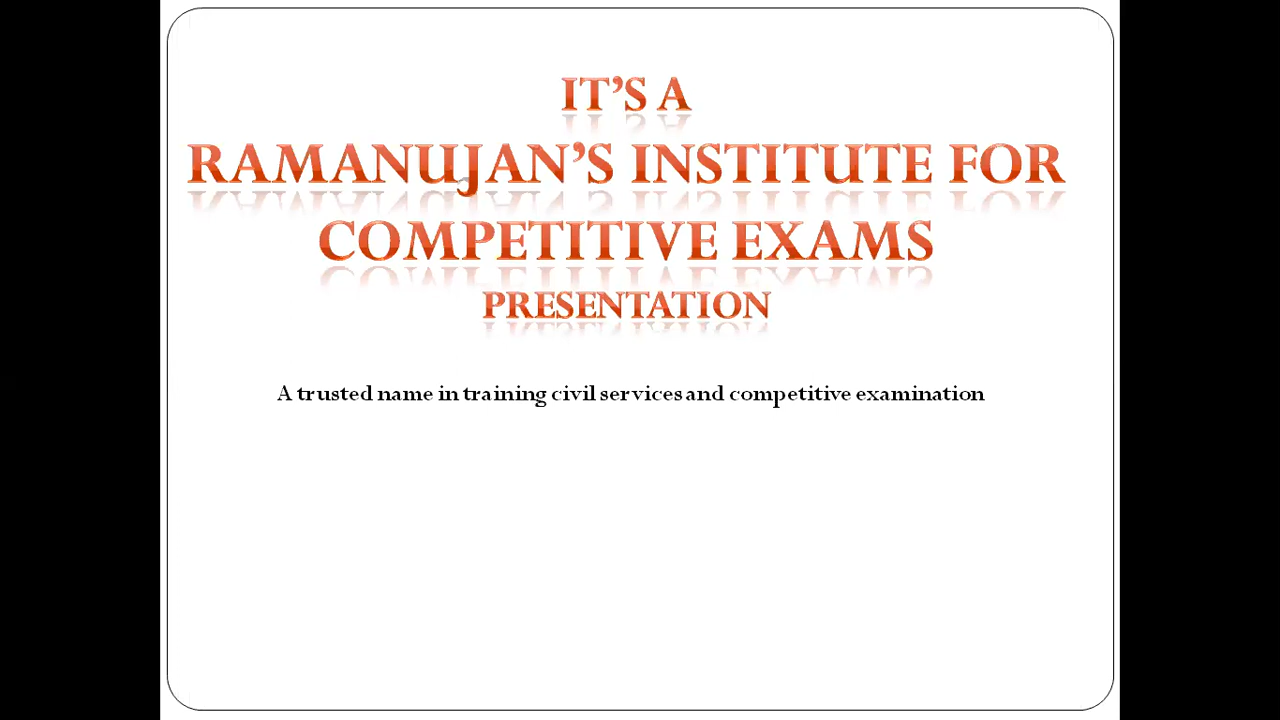 IT'S A
RAMANUJAN'S INSTITUTE FOR
COMPETITIVE EXAMS
PRESENTATION
A trusted name in training civil services and competitive examination